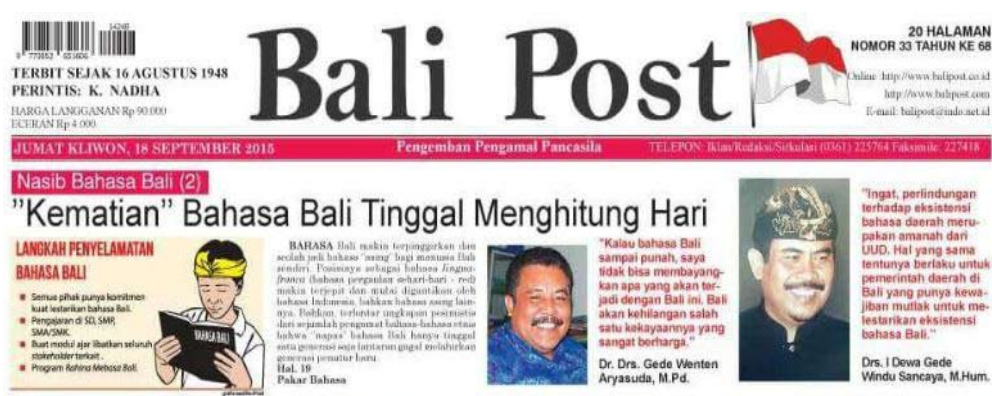 TERBIT SEJAK 16 AGUSTUS 1948
PERINTIS: K. NADHA
HARGA LANGGANAN Rp 90.000
ECERAN Rp 4.000
Bali Post
20 HALAMAN
NOMOR 33 TAHUN KE 68
Online :http://www.balipost.co.id
http://www.balipost.com
E-mail: balipost@indo.net.id
JUMAT KLIWON, 18 SEPTEMBER 2015
Pengemban Pengamal Pancasila
TELEPON: Iklan/Redaksi/Sirkulasi (0361) 225764 Faksimile: 227418
Nasib Bahasa Bali (2)
"Kematian" Bahasa Bali Tinggal Menghitung Hari
LANGKAH PENYELAMATAN
BAHASA BALI
Semua pihak punya komitmen
kuat lestarikan bahasa Bali.
Pengajaran di SD, SMP,
SMA/SMK.
Buat modul ajar libatkan seluruh
stakeholder terkait .
Program Rahina Mebasa Bali.
BAHASA BALI
BAHASA Bali makin terpinggirkan dan
seolah jadi bahasa "asing" bagi manusia Bali
sendiri. Posisinya sebagai bahasa lingua-
franca (bahasa pergaulan sehari-hari - red)
makin terjepit dan mulai digantikan oleh
bahasa Indonesia, bahkan bahasa asing lain-
nya. Bahkan, terlontar ungkapan pesimistis
dari sejumlah pengamat bahasa-bahasa etnis
bahwa "napas" bahasa Bali hanya tinggal
satu generasi saja lantaran gagal melahirkan
generasi penutur baru.
Hal. 19
Pakar Bahasa
"Kalau bahasa Bali
sampai punah, saya
tidak bisa membayang-
kan apa yang akan ter-
jadi dengan Bali ini. Bali
akan kehilangan salah
satu kekayaannya yang
sangat berharga."
Dr. Drs. Gede Wenten
Aryasuda, M.Pd.
"Ingat, perlindungan
terhadap eksistensi
bahasa daerah meru-
pakan amanah dari
UUD. Hal yang sama
tentunya berlaku untuk
pemerintah daerah di
Bali yang punya kewa-
jiban mutlak untuk me-
lestarikan eksistensi
bahasa Bali."
Drs. I Dewa Gede
Windu Sancaya, M.Hum.